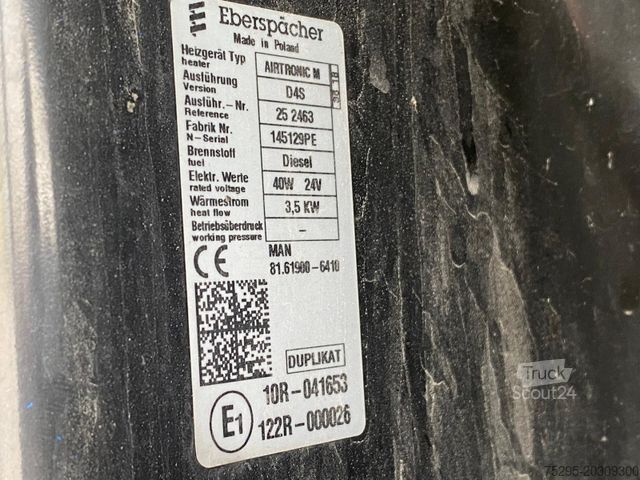 Eberspächer
Made in Poland
Heizgerät Typ
heater
AIRTRONIC M
Ausführung
Version
D4S
Ausführ.- Nr.
Reference
25 2463
Fabrik Nr.
N-Serial
145129PE
Brennstoff
fuel
Diesel
Elektr. Werte
rated voltage
40W 24V
Wärmestrom
heat flow
3,5 KW
Betriebsüberdruck
working pressure
–
CE
MAN
81.61900-6410
DUPLIKAT
E1
10R-041653
122R-000026
Truck
Scout24
75295-20309300